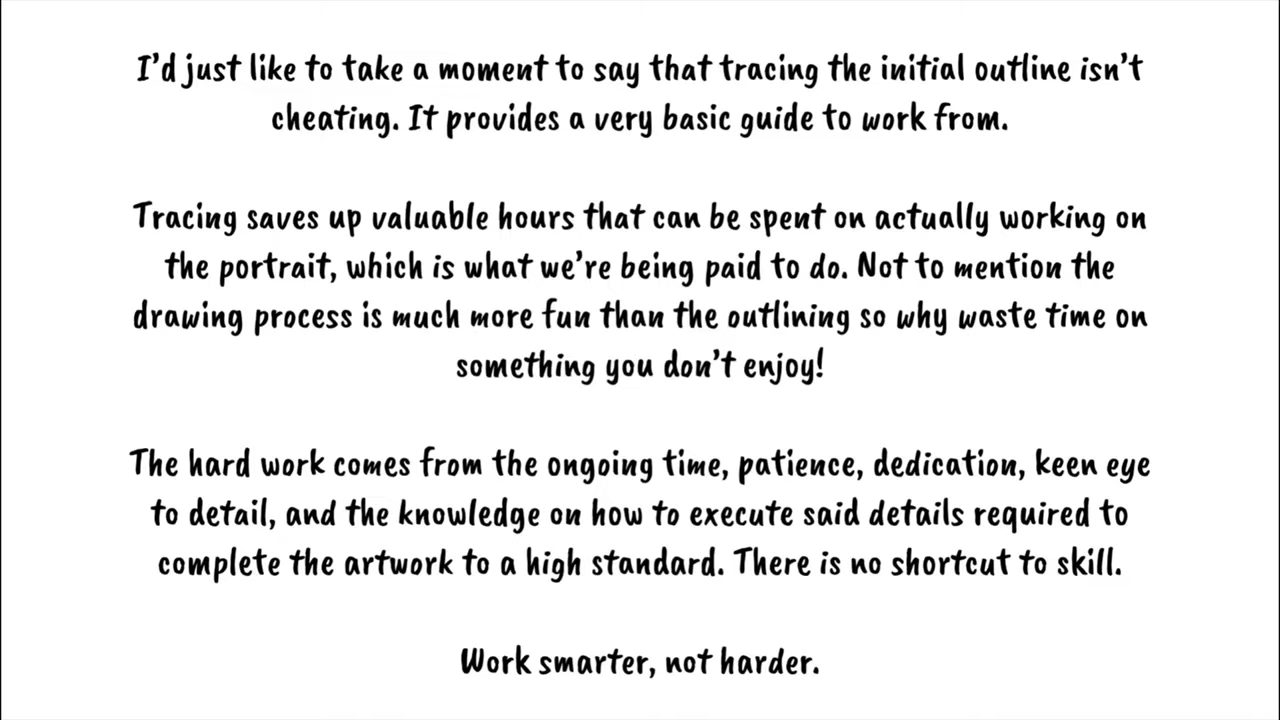 I’d just like to take a moment to say that tracing the initial outline isn’t
cheating. It provides a very basic guide to work from.
Tracing saves up valuable hours that can be spent on actually working on
the portrait, which is what we’re being paid to do. Not to mention the
drawing process is much more fun than the outlining so why waste time on
something you don’t enjoy!
The hard work comes from the ongoing time, patience, dedication, keen eye
to detail, and the knowledge on how to execute said details required to
complete the artwork to a high standard. There is no shortcut to skill.
Work smarter, not harder.